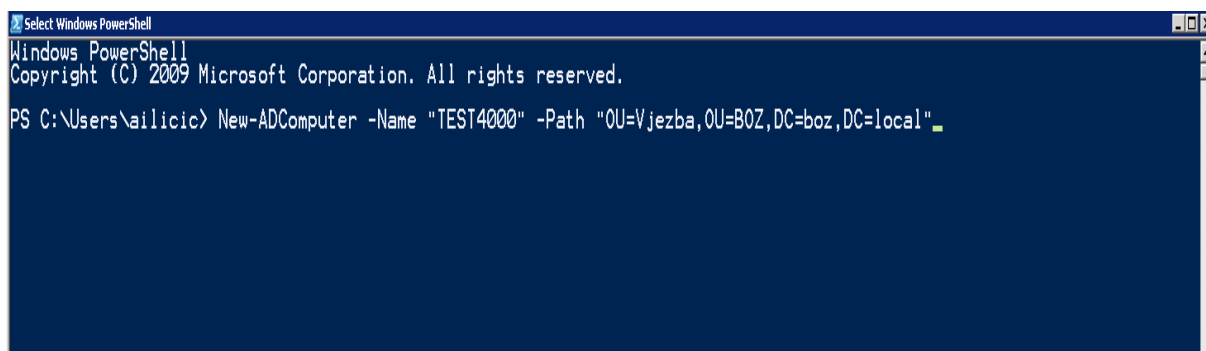 Select Windows PowerShell
Windows PowerShell
Copyright (C) 2009 Microsoft Corporation. All rights reserved.
PS C:\Users\ailicic> New-ADComputer -Name "TEST4000" -Path "OU=Vjezba,OU=BOZ,DC=boz,DC=local"